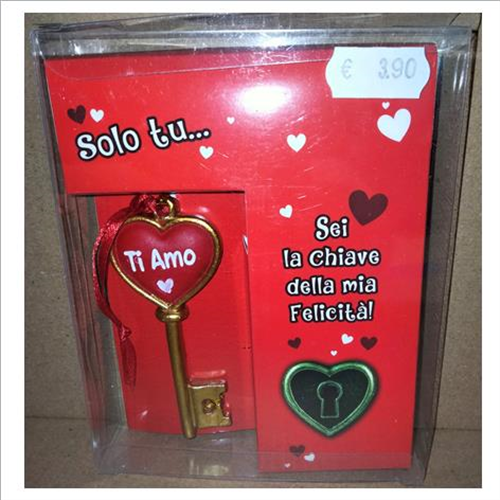 € 3.90
Solo tu...
Ti Amo
Sei
la Chiave
della mia
Felicità!